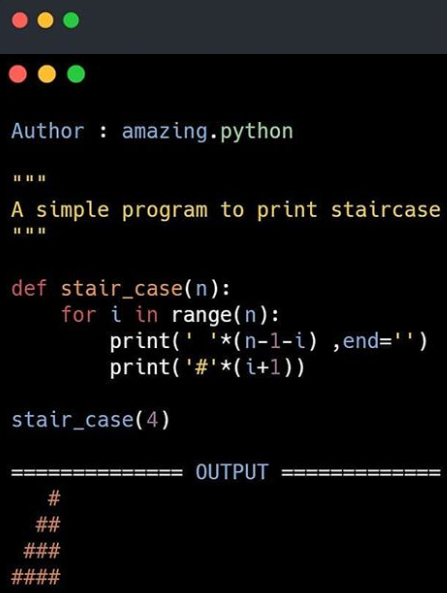 Author : amazing.python
"""
A simple program to print staircase
"""
def stair_case(n):
    for i in range(n):
        print(' '*(n-1-i) ,end='')
        print('#'*(i+1))
stair_case(4)
============== OUTPUT =============
   #
  ##
 ###
####